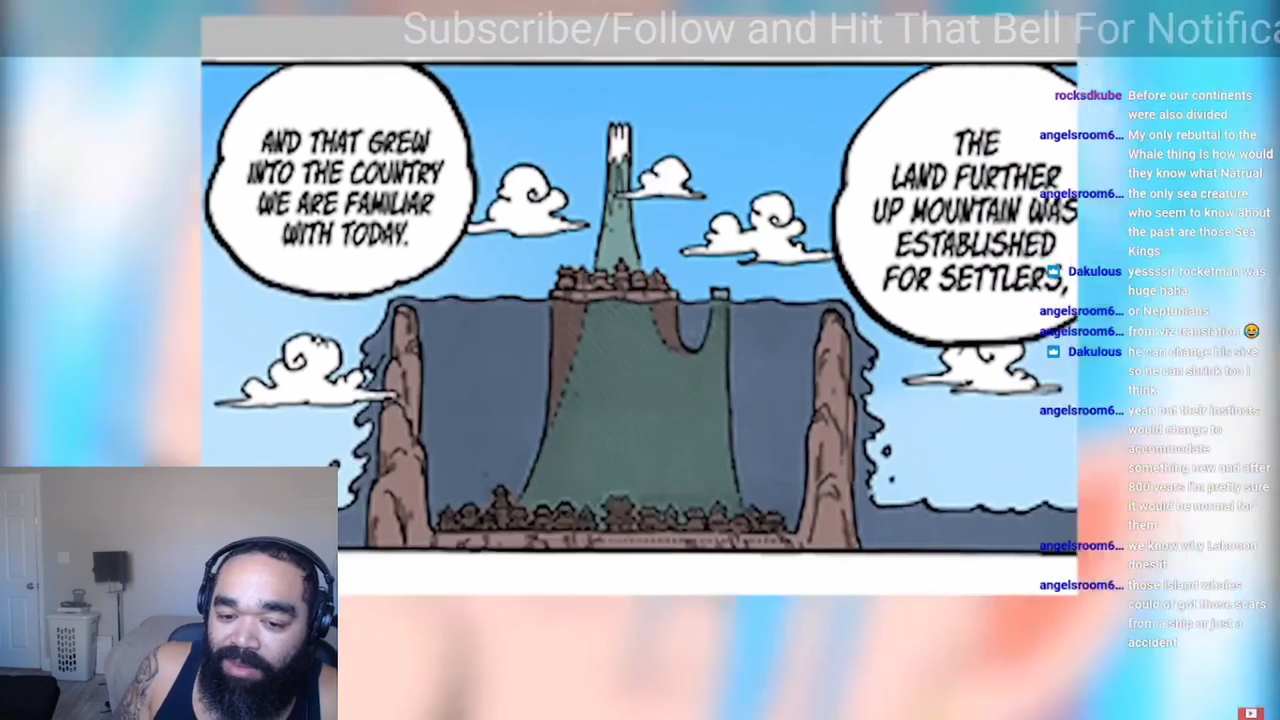 Subscribe/Follow and Hit That Bell For Notifica
AND THAT GREW
INTO THE COUNTRY
WE ARE FAMILIAR
WITH TODAY.
THE
LAND FURTHER
UP MOUNTAIN WAS
ESTABLISHED
FOR SETTLERS,
rocksdkube Before our continents
were also divided
angelsroom6... My only rebuttal to the
Whale thing is how would
they know what Natrual
angelsroom6... the only sea creature
who seem to know about
the past are those Sea
Kings
Dakulous yessssir rocketman was
huge haha
angelsroom6... or Neptunians
angelsroom6... from viz translation 😂
Dakulous he can change his size
so he can shrink too I
think
angelsroom6... yeah but their instincts
would change to
accommodate
something new and after
800 years I'm pretty sure
it would be normal for
them
angelsroom6... we know why Laboon
does it
angelsroom6... those Island whales
could of got those scars
from a ship or just a
accident